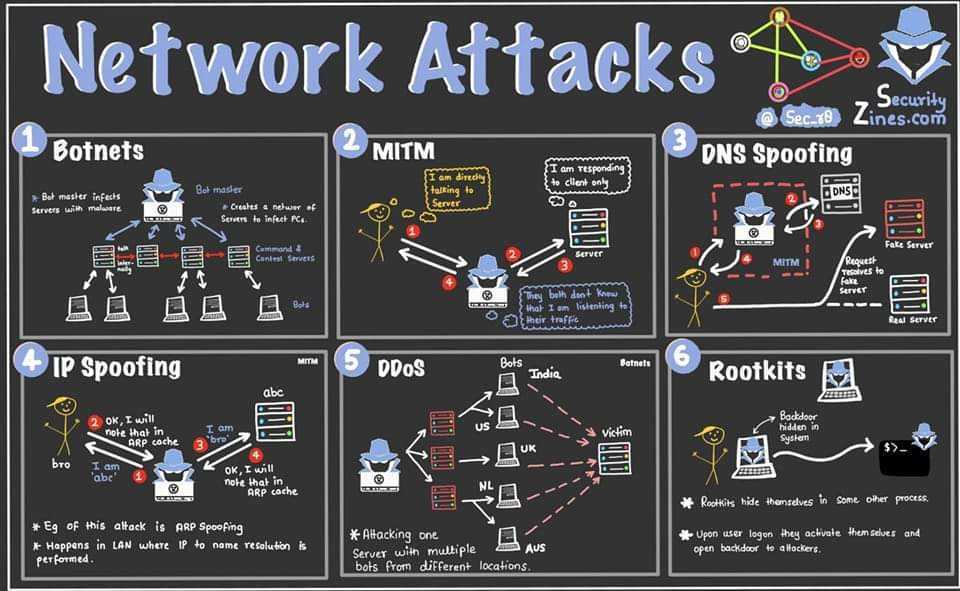 Network Attacks
@ Sec_r0
Security
Zines.com
1 Botnets
* Bot master infects
Servers with malware
Bot master
* Creates a networ of
Servers to infect PCs.
talk
inter-
nally
Command &
Control Servers
Bots
2 MITM
I am directly
talking to
Server
I am responding
to client only
server
1
2
3
4
They both don't know
that I am listening to
their traffic
3 DNS Spoofing
DNS
2
3
1
4
MITM
5
Request
resolves to
fake
server
Fake Server
Real Server
4 IP Spoofing
MITM
bro
2 OK, I will
note that in
ARP cache
I am
'abc'
1
abc
3 I am
'bro'
4
OK, I will
note that in
ARP cache
* Eg of this attack is ARP Spoofing
* Happens in LAN where IP to name resolution is
performed.
5 DDoS
Bots
Botnets
India
US
UK
NL
AUS
Victim
* Attacking one
Server with multiple
bots from different locations.
6 Rootkits
Backdoor
hidden in
System
$>_
* Rootkits hide themselves in some other process.
* Upon user logon they activate themselves and
open backdoor to attackers.